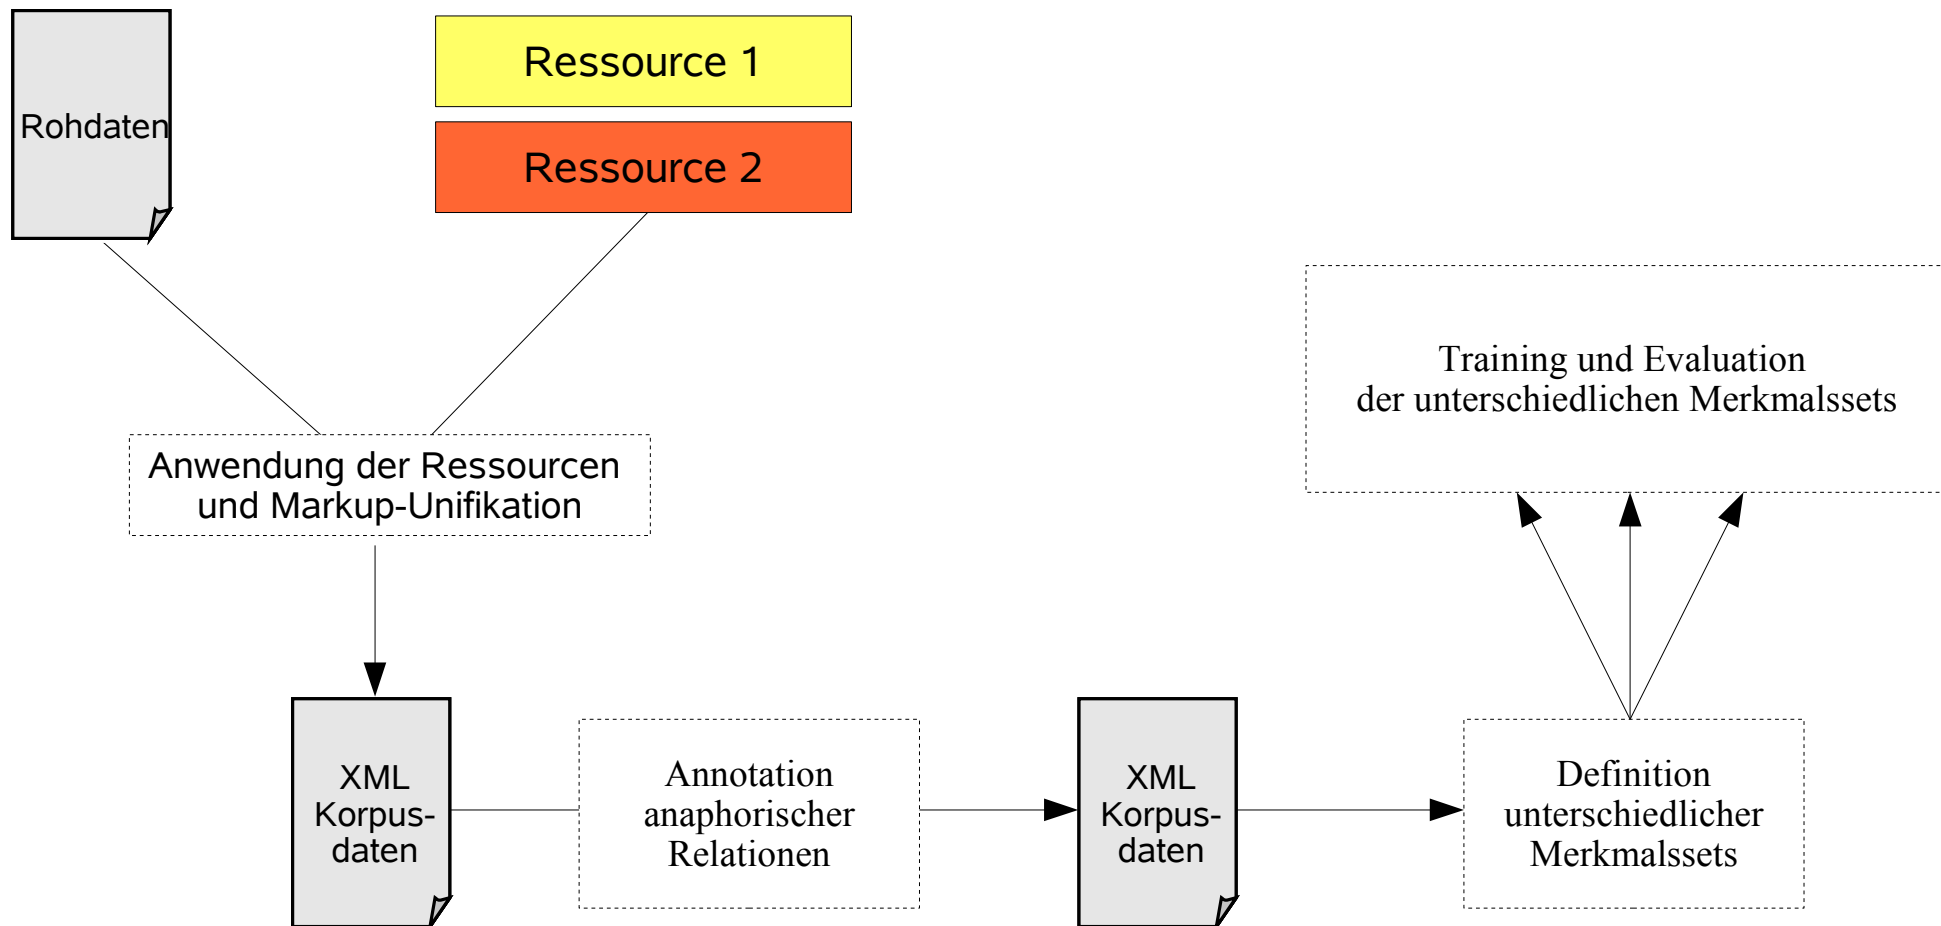 Rohdaten
Ressource 1
Ressource 2
Anwendung der Ressourcen
und Markup-Unifikation
Training und Evaluation
der unterschiedlichen Merkmalssets
XML
Korpus-
daten
Annotation
anaphorischer
Relationen
XML
Korpus-
daten
Definition
unterschiedlicher
Merkmalssets